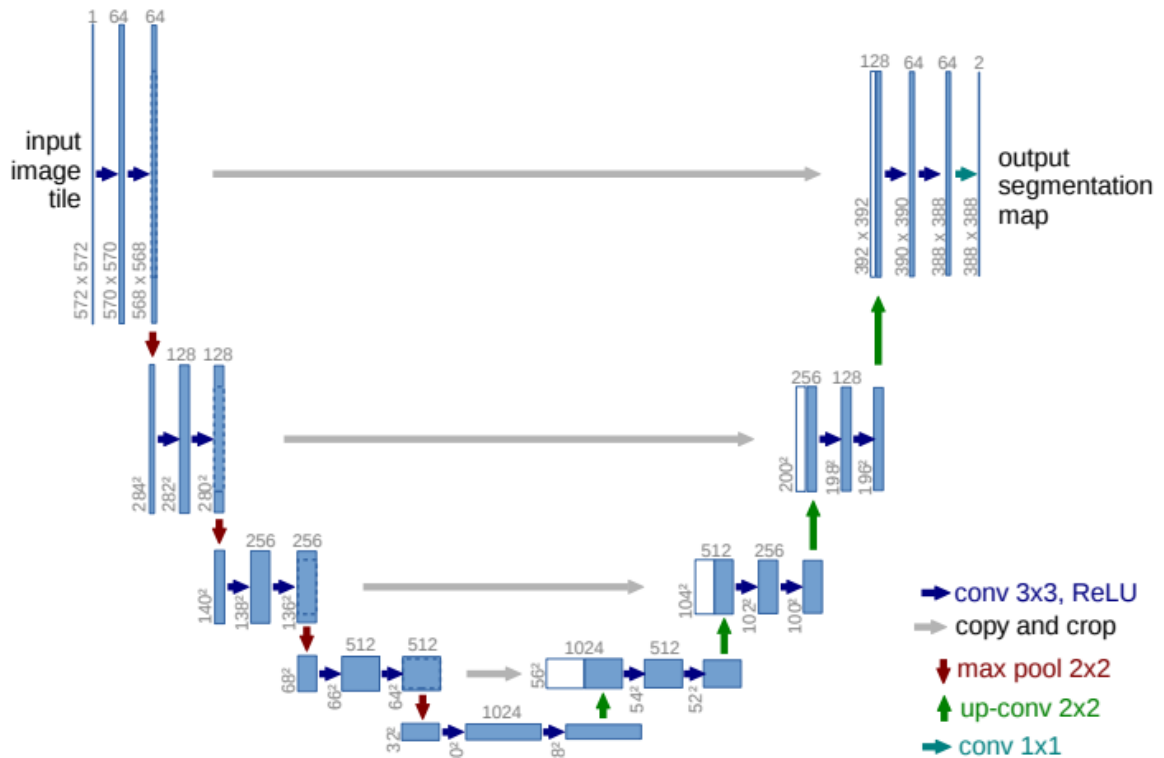 1 64 64
input
image
tile
572 x 572
570 x 570
568 x 568
128 64 64 2
output
segmentation
map
392 x 392
390 x 390
388 x 388
388 x 388
128 128
284²
282²
280²
256 128
200²
198²
196²
256 256
140²
138²
136²
512 256
104²
102²
100²
512 512
68²
66²
64²
1024 512
56²
54²
52²
1024
32²
0²
8²
conv 3x3, ReLU
copy and crop
max pool 2x2
up-conv 2x2
conv 1x1